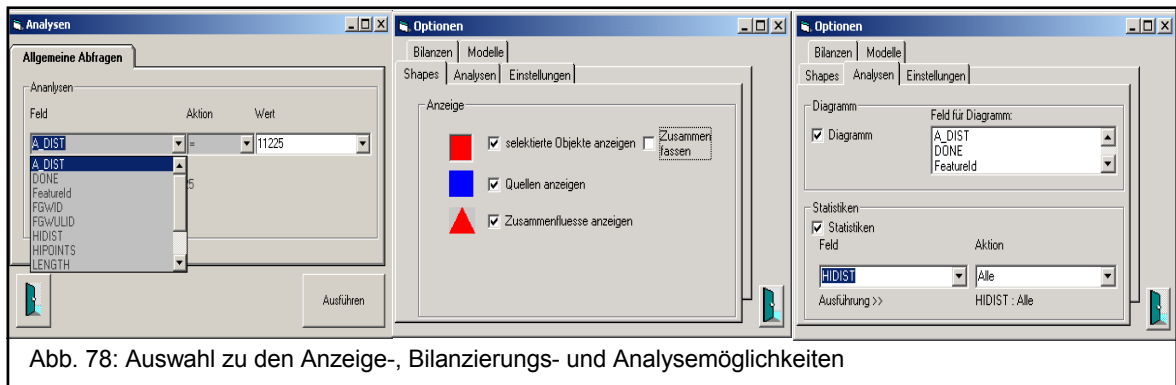 Analysen
Allgemeine Abfragen
Ananlysen
Feld Aktion Wert
A_DIST = 11225
A_DIST
DONE
FeatureId
FGWID
FGWULID
HIDIST
HIPOINTS
LENGTH
Ausführen
Optionen
Bilanzen Modelle
Shapes Analysen Einstellungen
Anzeige
selektierte Objekte anzeigen Zusammen
fassen
Quellen anzeigen
Zusammenfluesse anzeigen
Optionen
Bilanzen Modelle
Shapes Analysen Einstellungen
Diagramm
Feld für Diagramm:
Diagramm
A_DIST
DONE
FeatureId
Statistiken
Statistiken
Feld Aktion
HIDIST Alle
Ausführung >> HIDIST : Alle
Abb. 78: Auswahl zu den Anzeige-, Bilanzierungs- und Analysemöglichkeiten